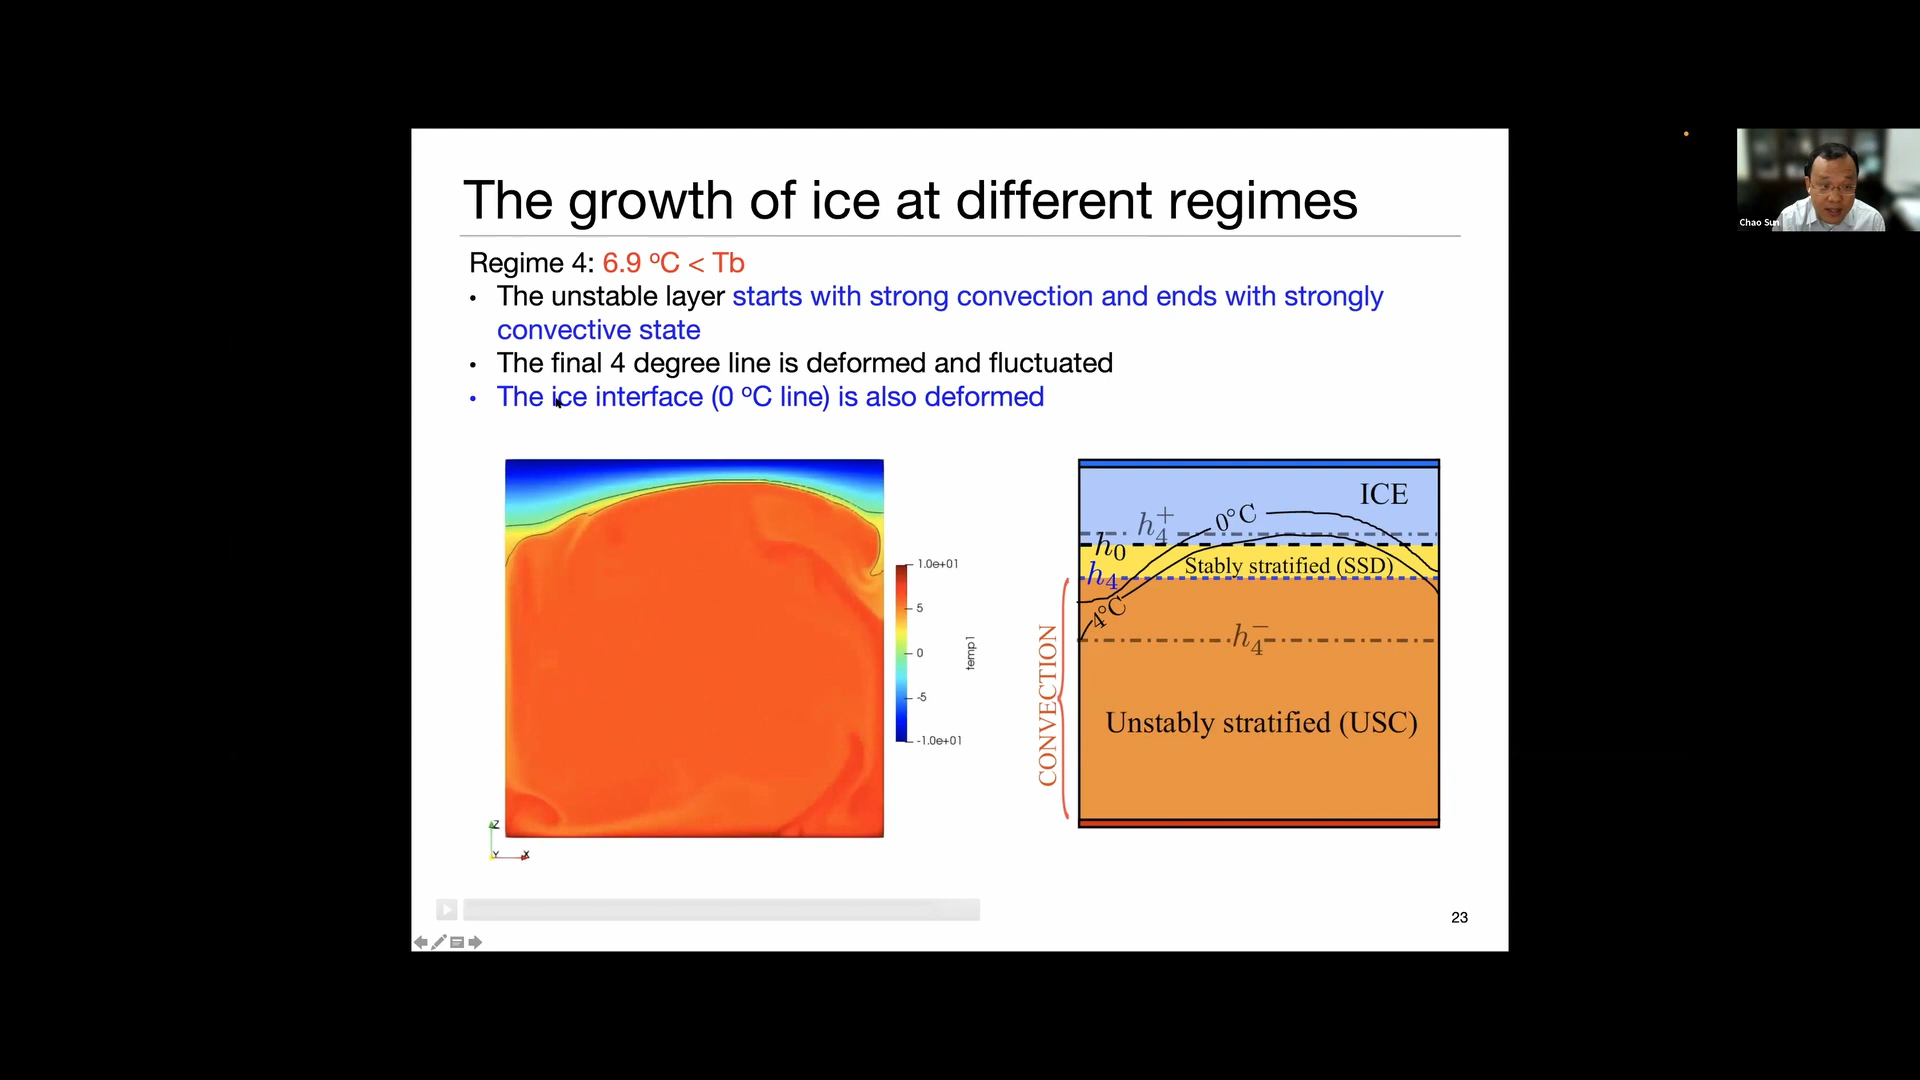 The growth of ice at different regimes
Regime 4: 6.9 ºC < Tb
• The unstable layer starts with strong convection and ends with strongly
convective state
• The final 4 degree line is deformed and fluctuated
• The ice interface (0 ºC line) is also deformed
Chao Sun
1.0e+01
5
0
-5
-1.0e+01
temp1
Z
Y X
ICE
h₄⁺
0°C
h₀
Stably stratified (SSD)
h₄
4°C
h₄⁻
CONVECTION
Unstably stratified (USC)
23